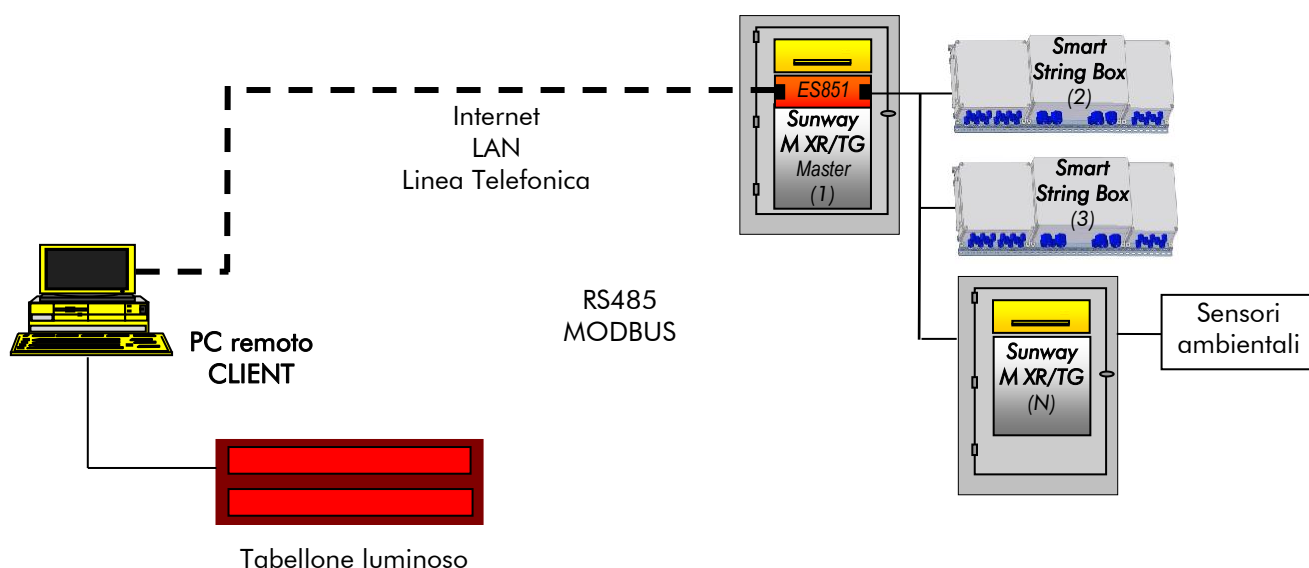 Internet
LAN
Linea Telefonica
ES851
Sunway
M XR/TG
Master
(1)
Smart
String Box
(2)
Smart
String Box
(3)
PC remoto
CLIENT
RS485
MODBUS
Sunway
M XR/TG
(N)
Sensori
ambientali
Tabellone luminoso